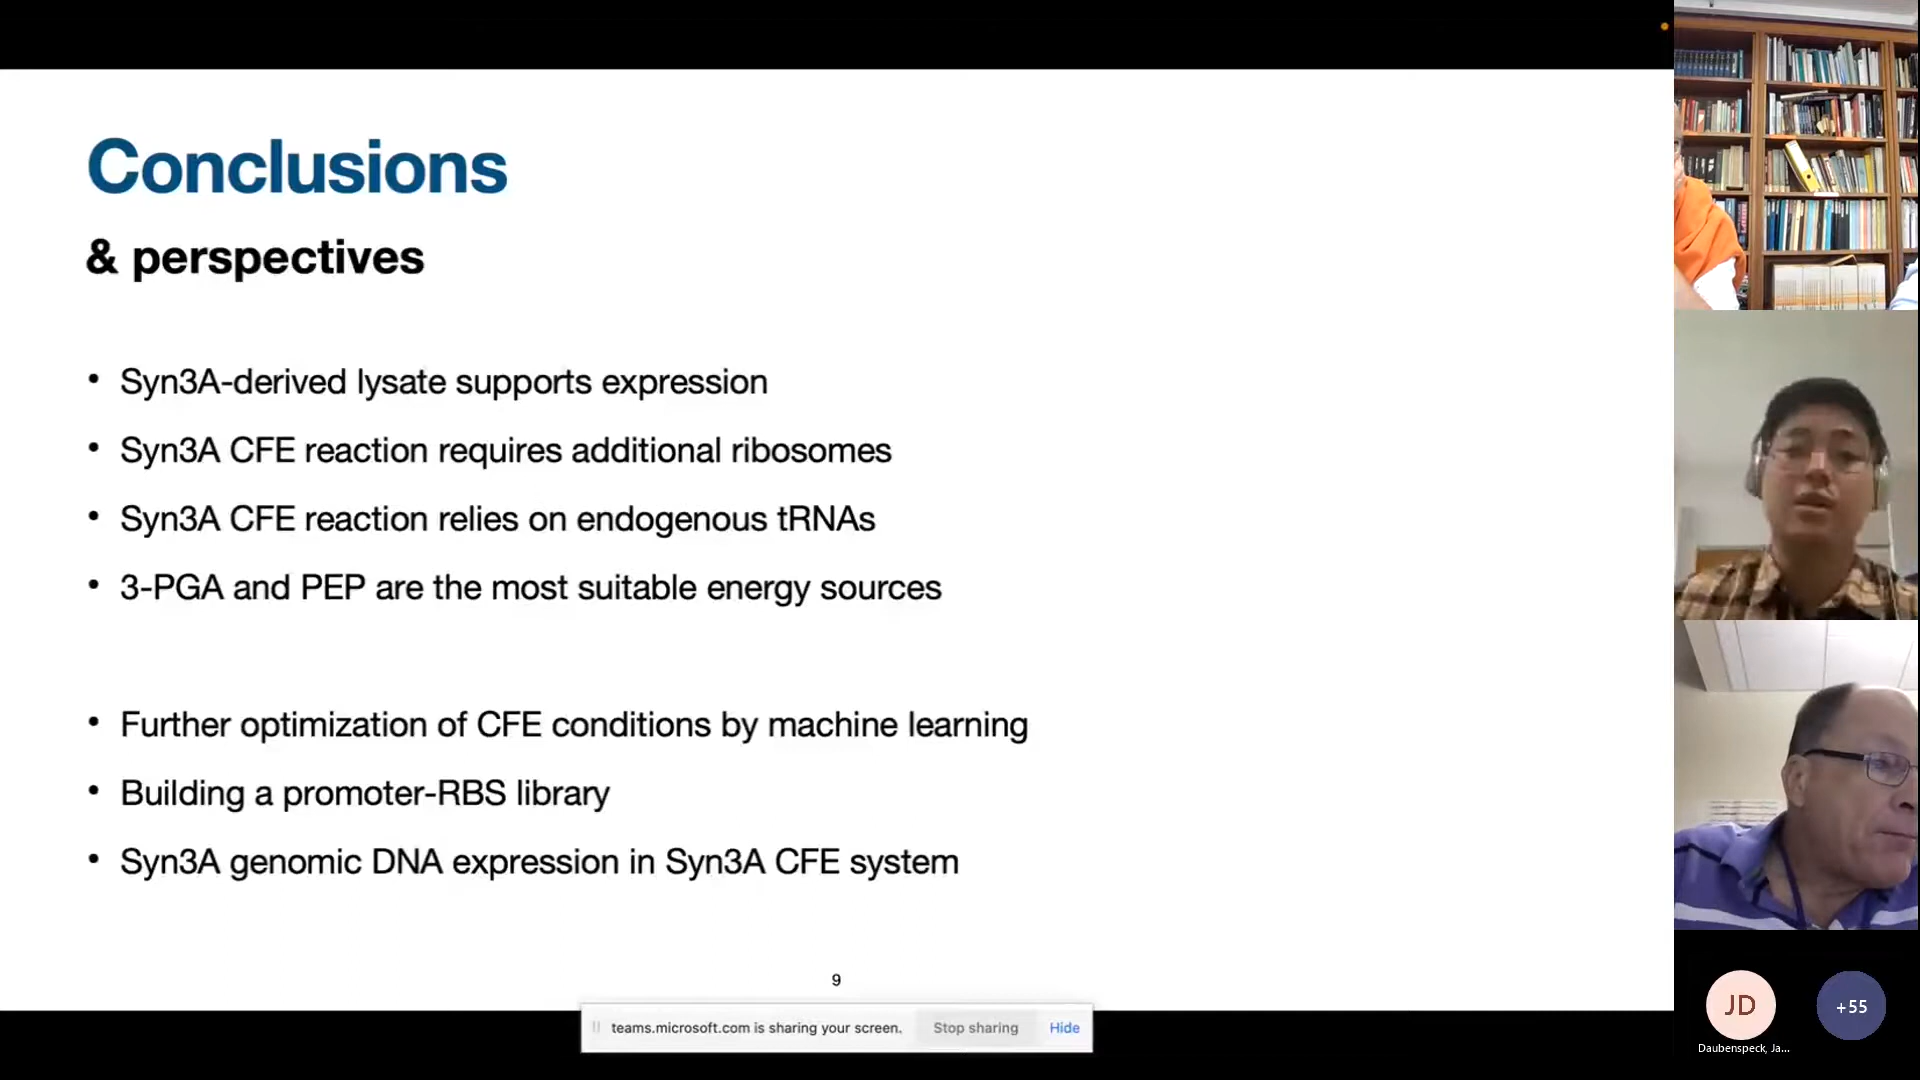 Conclusions
& perspectives
• Syn3A-derived lysate supports expression
• Syn3A CFE reaction requires additional ribosomes
• Syn3A CFE reaction relies on endogenous tRNAs
• 3-PGA and PEP are the most suitable energy sources
• Further optimization of CFE conditions by machine learning
• Building a promoter-RBS library
• Syn3A genomic DNA expression in Syn3A CFE system
9
teams.microsoft.com is sharing your screen. Stop sharing Hide
JD +55
Daubenspeck, Ja...